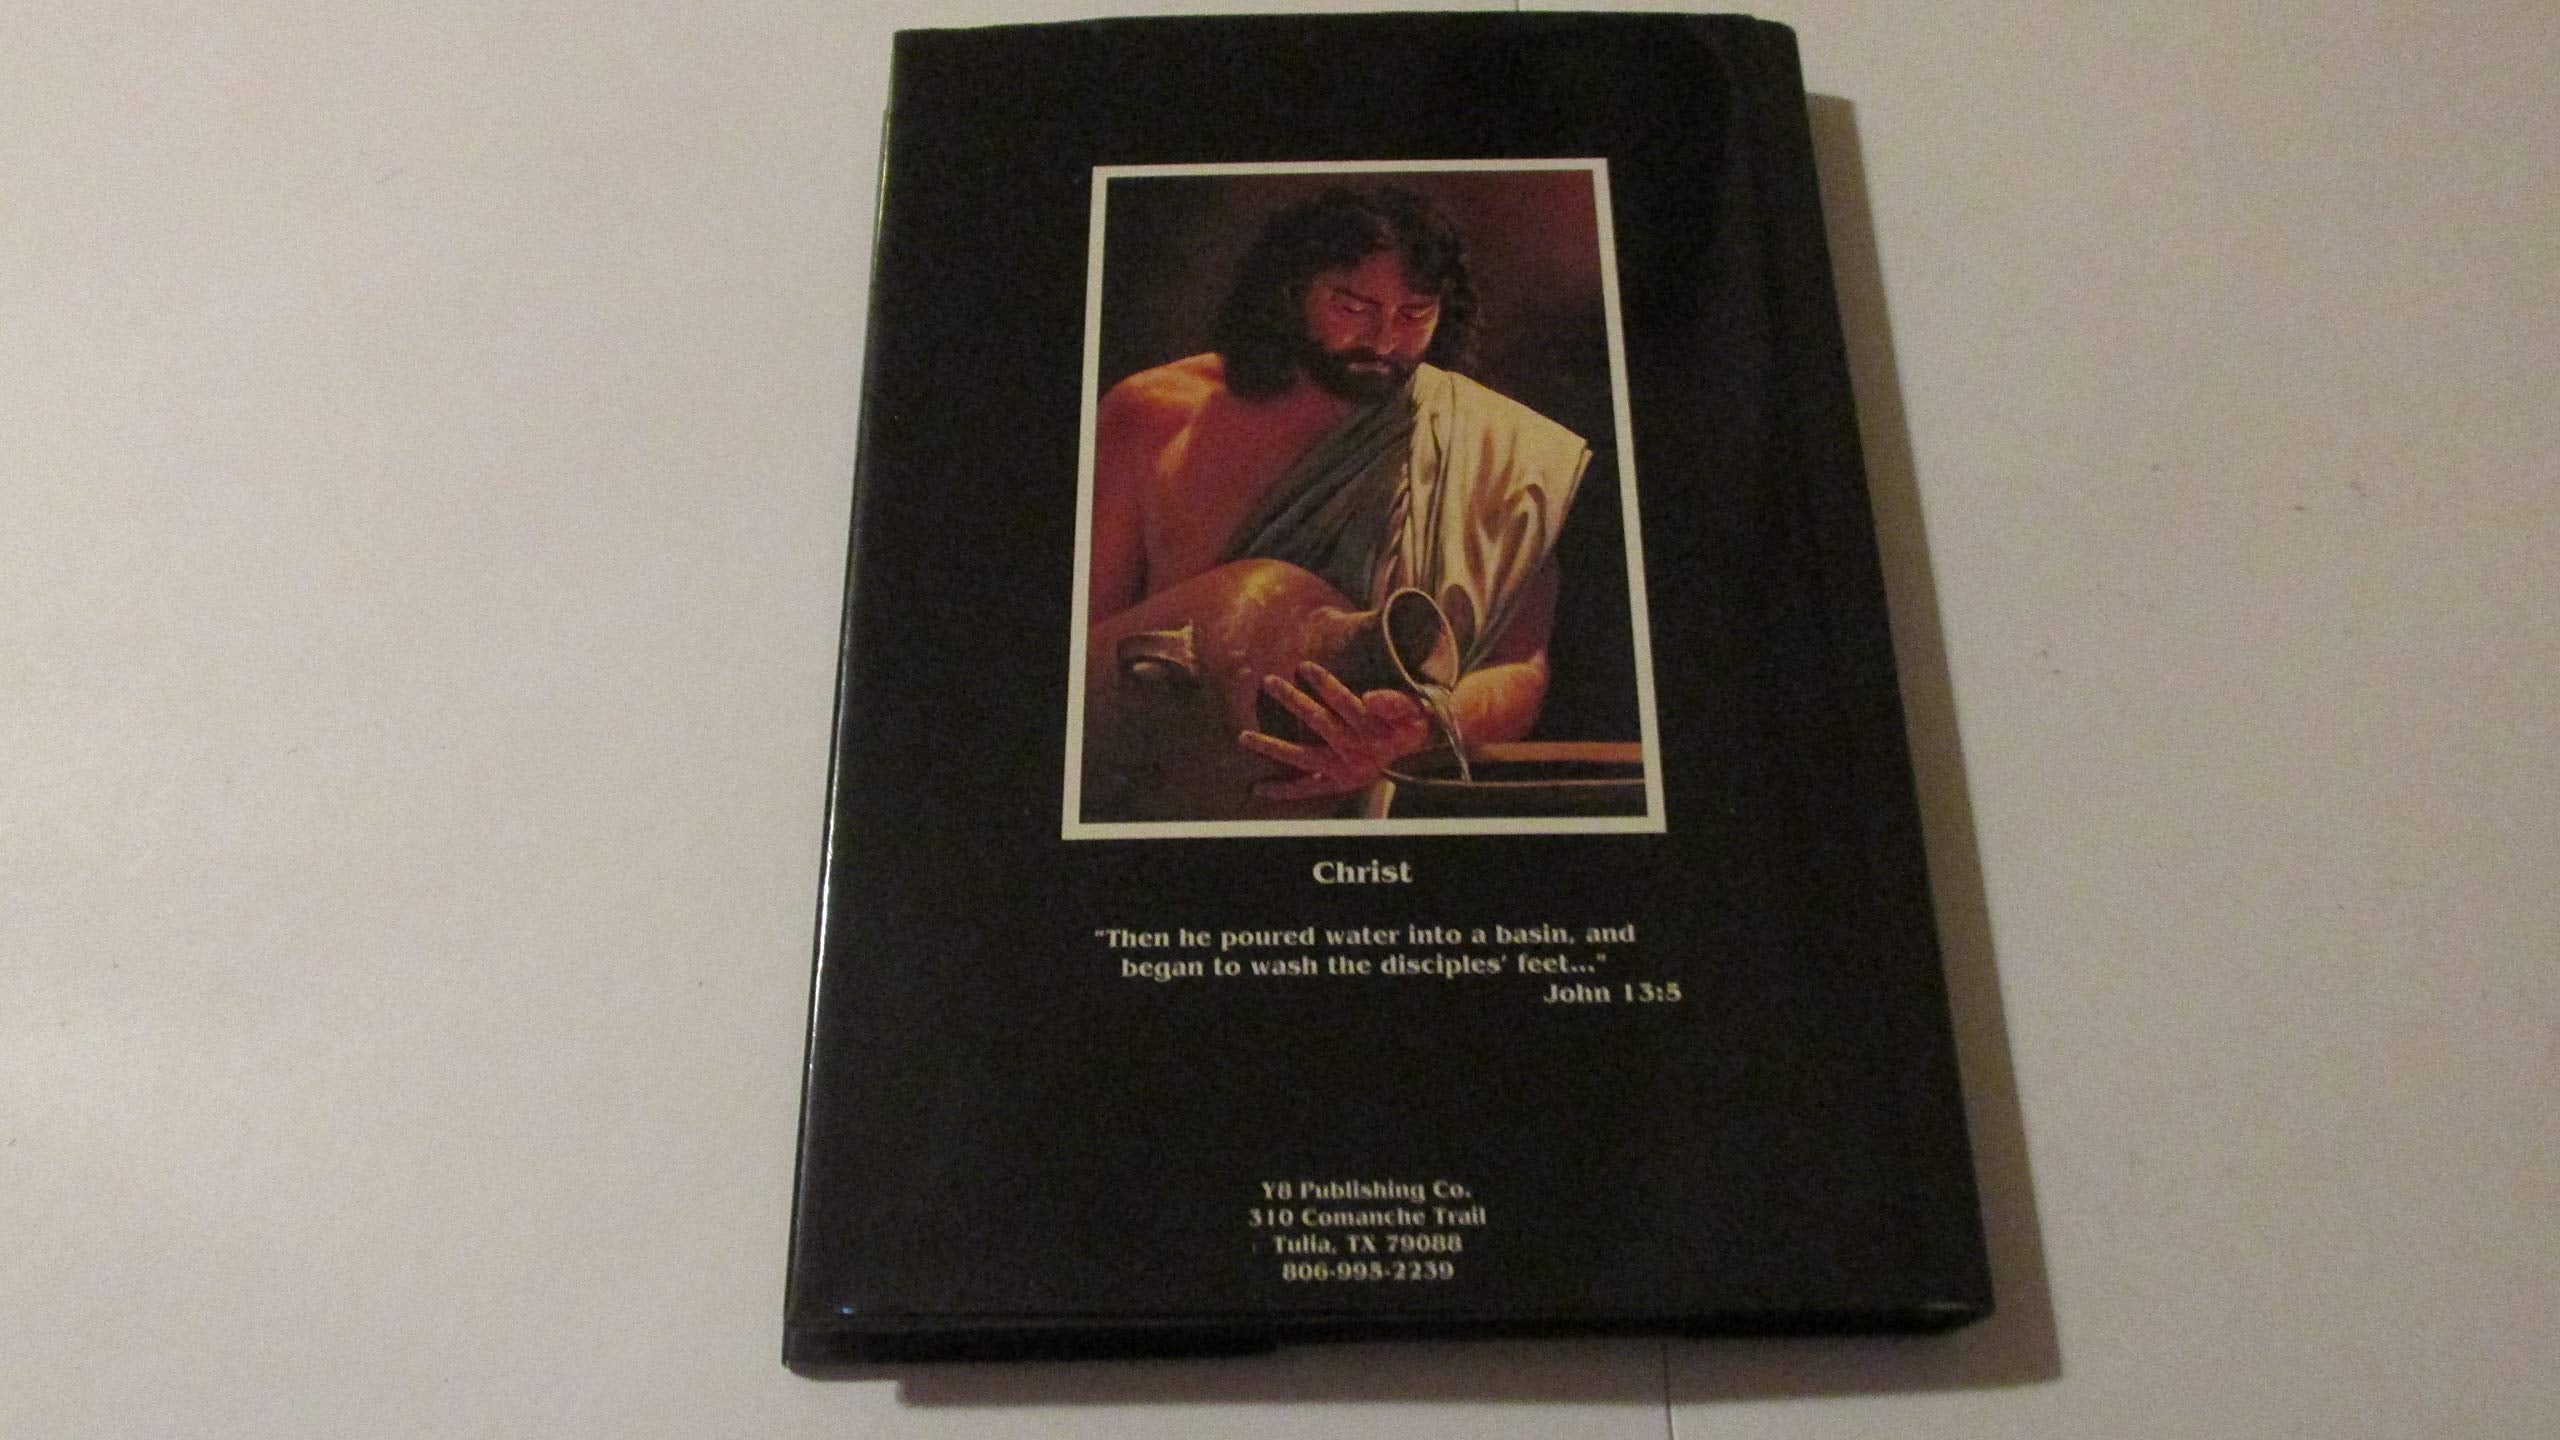 Christ
"Then he poured water into a basin, and
began to wash the disciples' feet..."
John 13:5
Y8 Publishing Co.
310 Comanche Trail
Tulia, TX 79088
806-995-2239